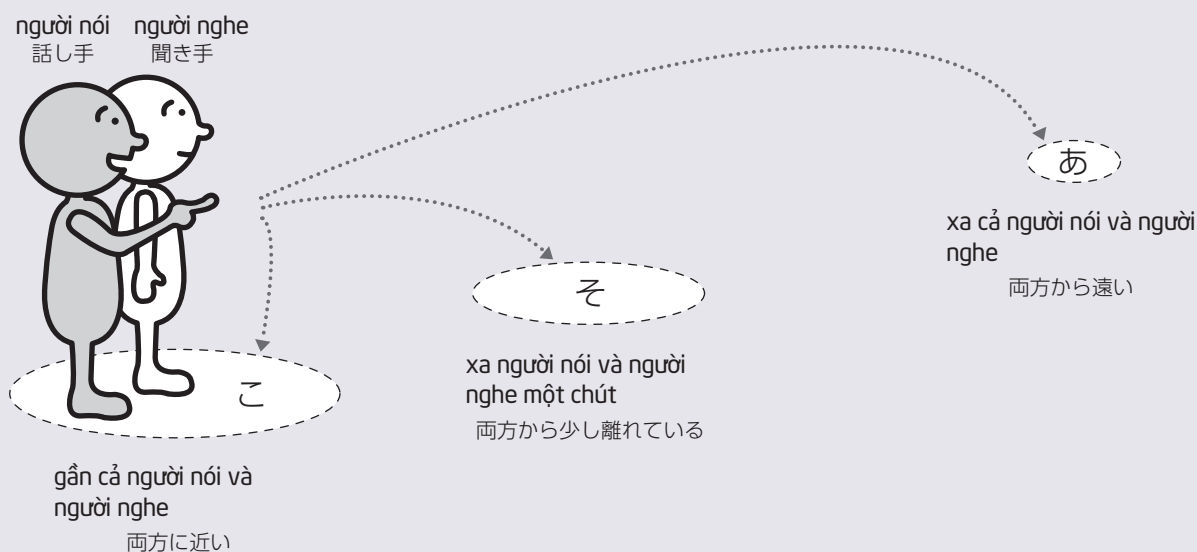 người nói
話し手
người nghe
聞き手
あ
xa cả người nói và người
nghe
両方から遠い
そ
xa người nói và người
nghe một chút
両方から少し離れている
こ
gần cả người nói và
người nghe
両方に近い